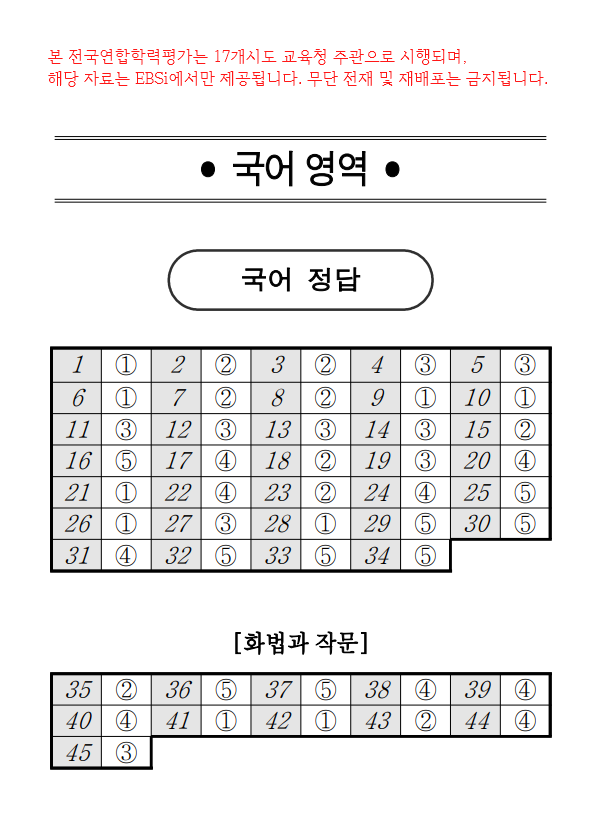 본 전국연합학력평가는 17개시도 교육청 주관으로 시행되며,
해당 자료는 EBSi에서만 제공됩니다. 무단 전재 및 재배포는 금지됩니다.
● 국어 영역 ●
국어 정답
1 ① 2 ② 3 ② 4 ③ 5 ③
6 ① 7 ② 8 ② 9 ① 10 ①
11 ③ 12 ③ 13 ③ 14 ③ 15 ②
16 ⑤ 17 ④ 18 ② 19 ③ 20 ④
21 ① 22 ④ 23 ② 24 ④ 25 ⑤
26 ① 27 ③ 28 ① 29 ⑤ 30 ⑤
31 ④ 32 ⑤ 33 ⑤ 34 ⑤
[화법과 작문]
35 ② 36 ⑤ 37 ⑤ 38 ④ 39 ④
40 ④ 41 ① 42 ① 43 ② 44 ④
45 ③